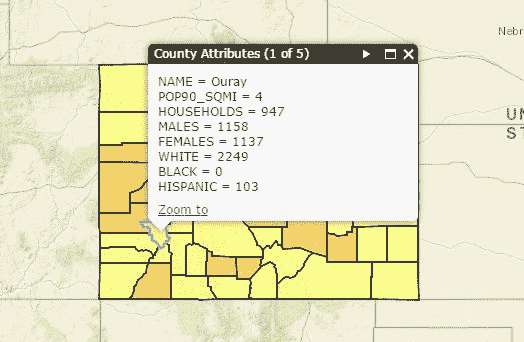 County Attributes (1 of 5)
Nebr
NAME = Ouray
POP90_SQMI = 4
HOUSEHOLDS = 947
MALES = 1158
FEMALES = 1137
WHITE = 2249
BLACK = 0
HISPANIC = 103
Zoom to
UN
ST